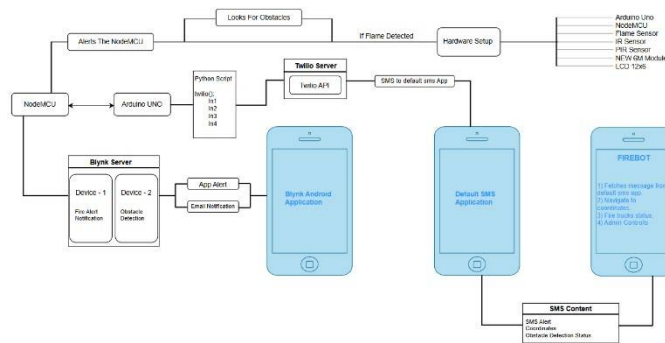 Looks For Obstacles
Alerts The NodeMCU
If Flame Detected
Hardware Setup
Arduino Uno
NodeMCU
Flame Sensor
IR Sensor
PIR Sensor
NEW 6M Module
LCD 12x6
NodeMCU
Arduino UNO
Python Script
twilio();
In1
In2
In3
In4
Twilio Server
Twilio API
SMS to default sms App
Blynk Server
Device - 1
Fire Alert
Notification
Device - 2
Obstacle
Detection
App Alert
Email Notification
Blynk Android
Application
Default SMS
Application
FIREBOT
1) Fetches message from
default sms app.
2) Navigate to
coordinates.
3) Fire trucks status
4) Admin Controls
SMS Content
SMS Alert
Coordinates
Obstacle Detection Status